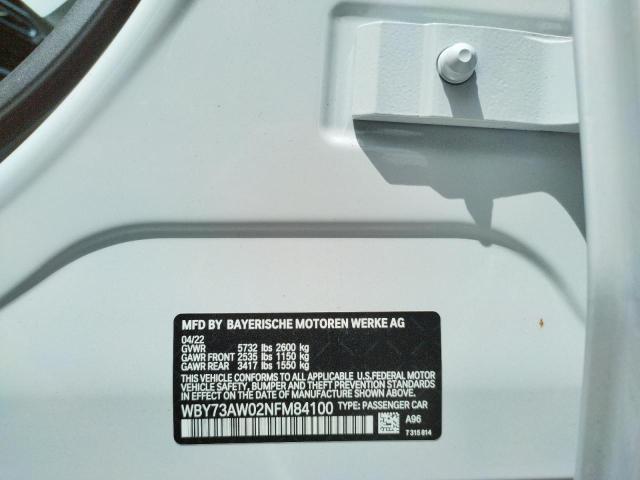 MFD BY BAYERISCHE MOTOREN WERKE AG
04/22
GVWR 5732 lbs 2600 kg
GAWR FRONT 2535 lbs 1150 kg
GAWR REAR 3417 lbs 1550 kg
THIS VEHICLE CONFORMS TO ALL APPLICABLE U.S.FEDERAL MOTOR
VEHICLE SAFETY, BUMPER AND THEFT PREVENTION STANDARDS
IN EFFECT ON THE DATE OF MANUFACTURE SHOWN ABOVE.
WBY73AW02NFM84100 TYPE: PASSENGER CAR
A96
7 315 814